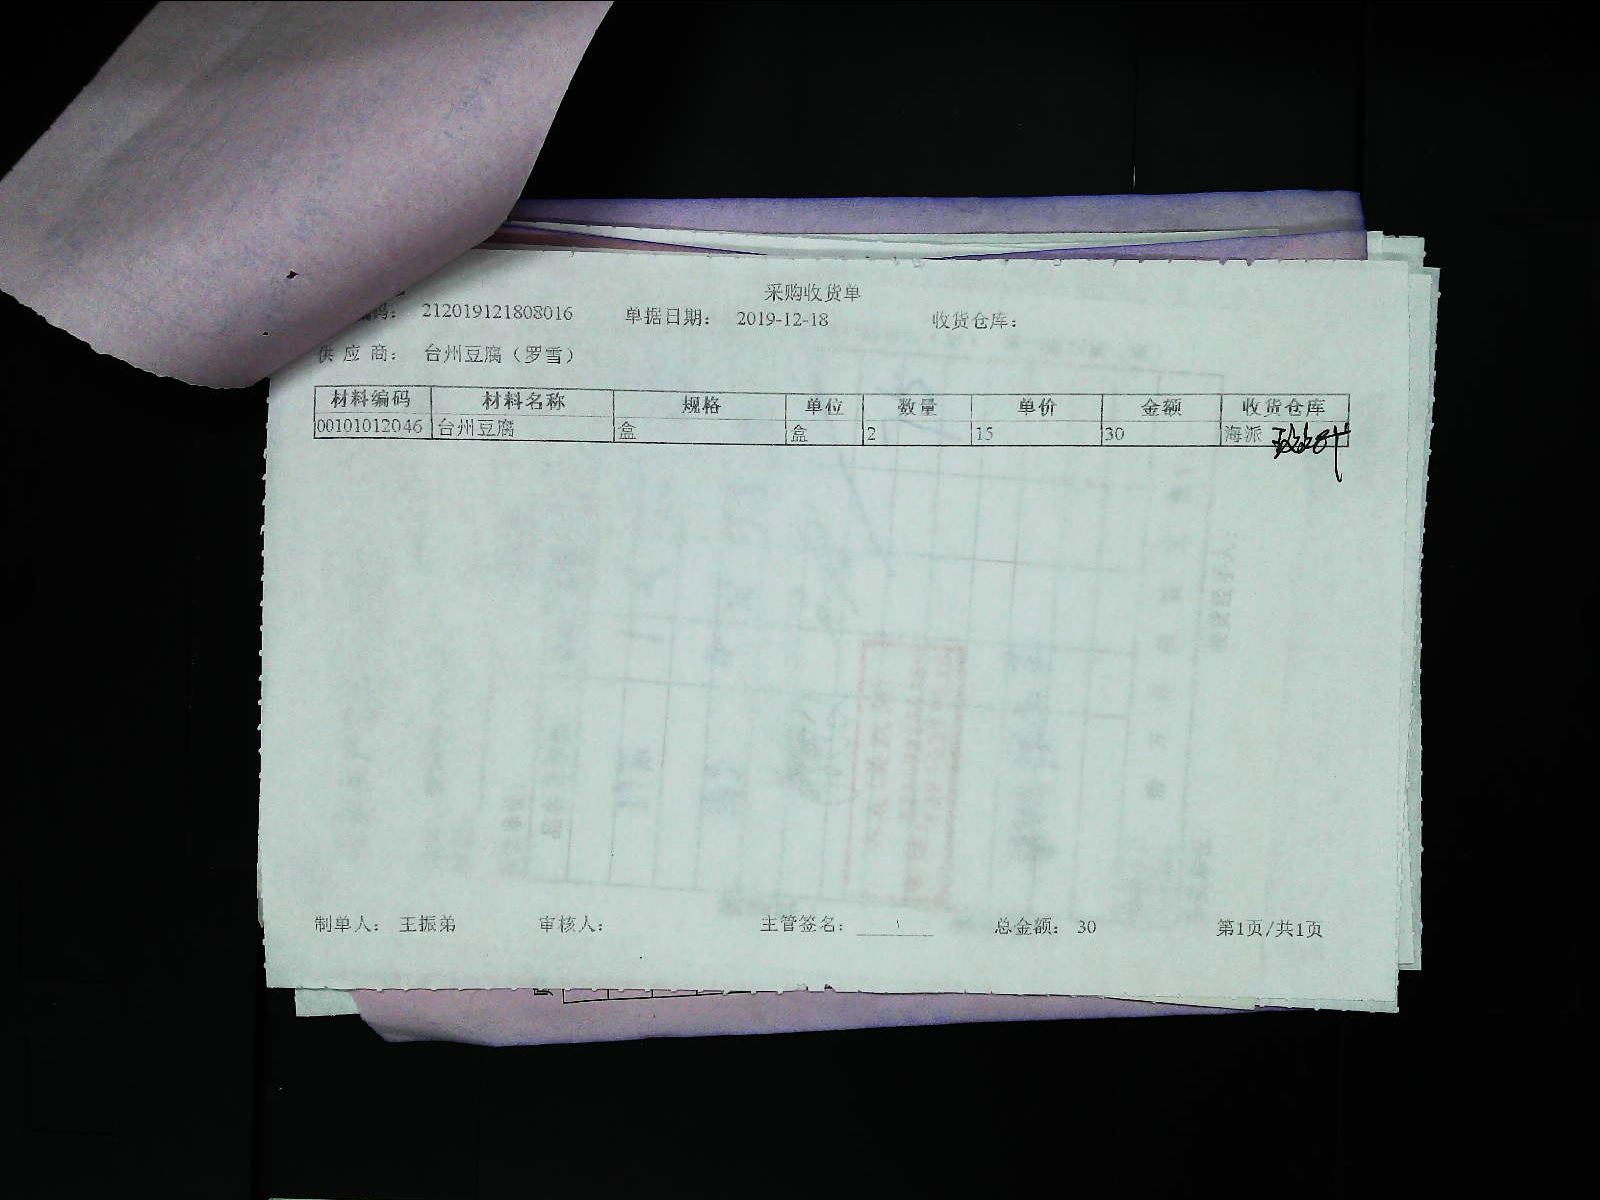 采购收货单
编码： 212019121808016 单据日期： 2019-12-18 收货仓库：
供 应 商： 台州豆腐（罗雪）
材料编码 材料名称 规格 单位 数量 单价 金额 收货仓库
00101012046 台州豆腐 盒 盒 2 15 30 海派
制单人： 王振弟 审核人： 主管签名： 总金额： 30 第1页/共1页